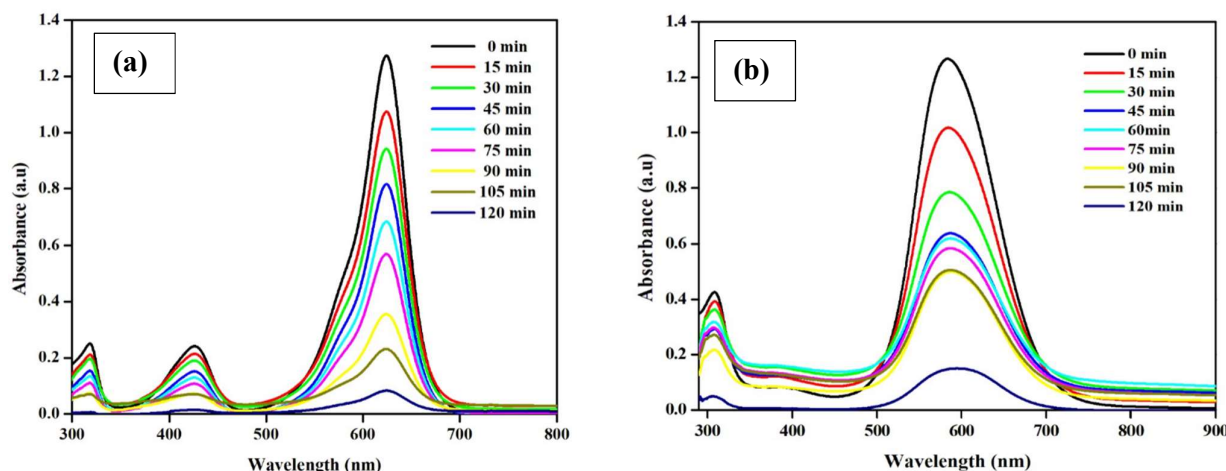 (a)
1.4
1.2
1.0
0.8
0.6
0.4
0.2
0.0
Absorbance (a.u)
300 400 500 600 700 800
Wavelength (nm)
0 min
15 min
30 min
45 min
60 min
75 min
90 min
105 min
120 min
(b)
1.4
1.2
1.0
0.8
0.6
0.4
0.2
0.0
Absorbance (a.u)
300 400 500 600 700 800 900
Wavelength (nm)
0 min
15 min
30 min
45 min
60min
75 min
90 min
105 min
120 min